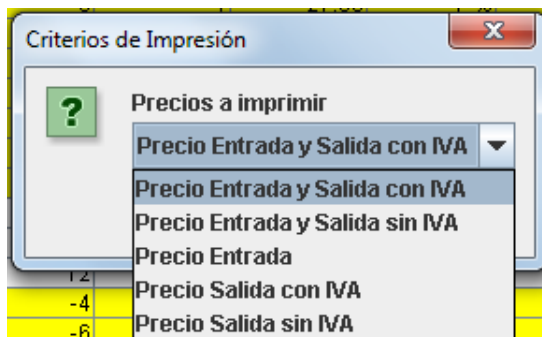 Criterios de Impresión
X
?
Precios a imprimir
Precio Entrada y Salida con IVA
Precio Entrada y Salida con IVA
Precio Entrada y Salida sin IVA
Precio Entrada
Precio Salida con IVA
Precio Salida sin IVA
-4
-6